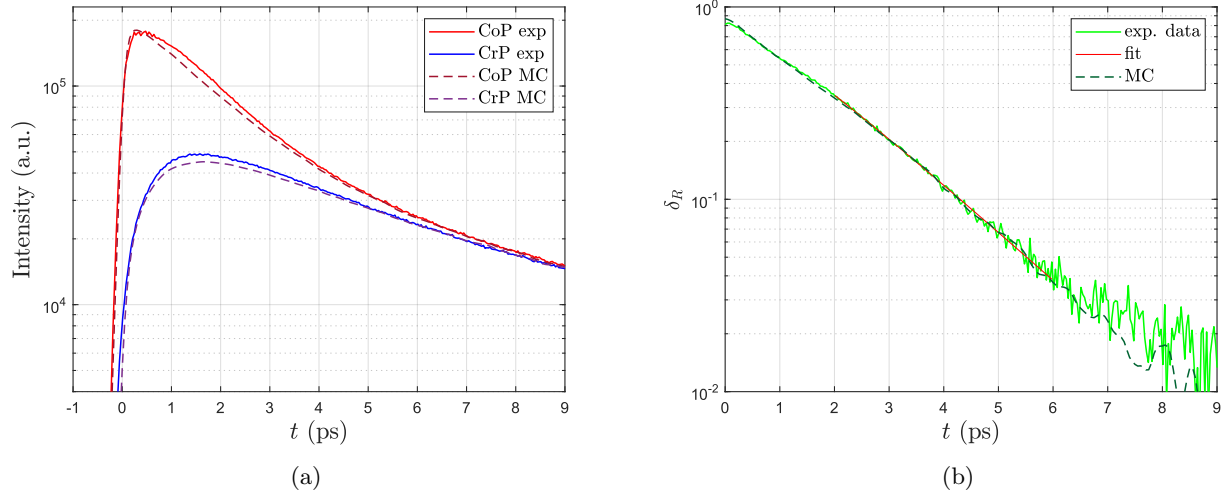 CoP exp
CrP exp
CoP MC
CrP MC
10^5
10^4
Intensity (a.u.)
-1 0 1 2 3 4 5 6 7 8 9
t (ps)
(a)
exp. data
fit
MC
10^0
10^-1
10^-2
δ_R
0 1 2 3 4 5 6 7 8 9
t (ps)
(b)